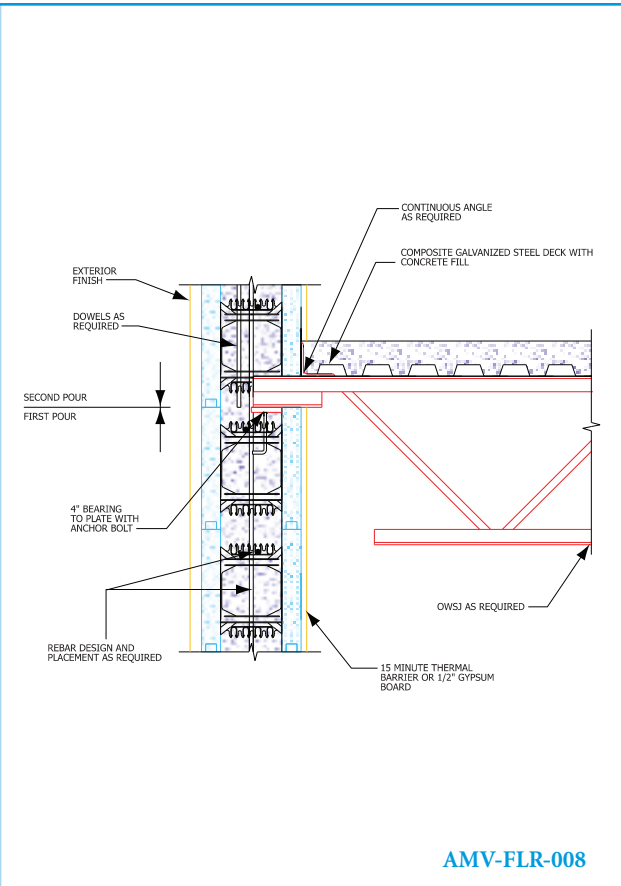 CONTINUOUS ANGLE
AS REQUIRED
COMPOSITE GALVANIZED STEEL DECK WITH
CONCRETE FILL
EXTERIOR
FINISH
DOWELS AS
REQUIRED
SECOND POUR
FIRST POUR
4" BEARING
TO PLATE WITH
ANCHOR BOLT
OWSJ AS REQUIRED
REBAR DESIGN AND
PLACEMENT AS REQUIRED
15 MINUTE THERMAL
BARRIER OR 1/2" GYPSUM
BOARD
AMV-FLR-008